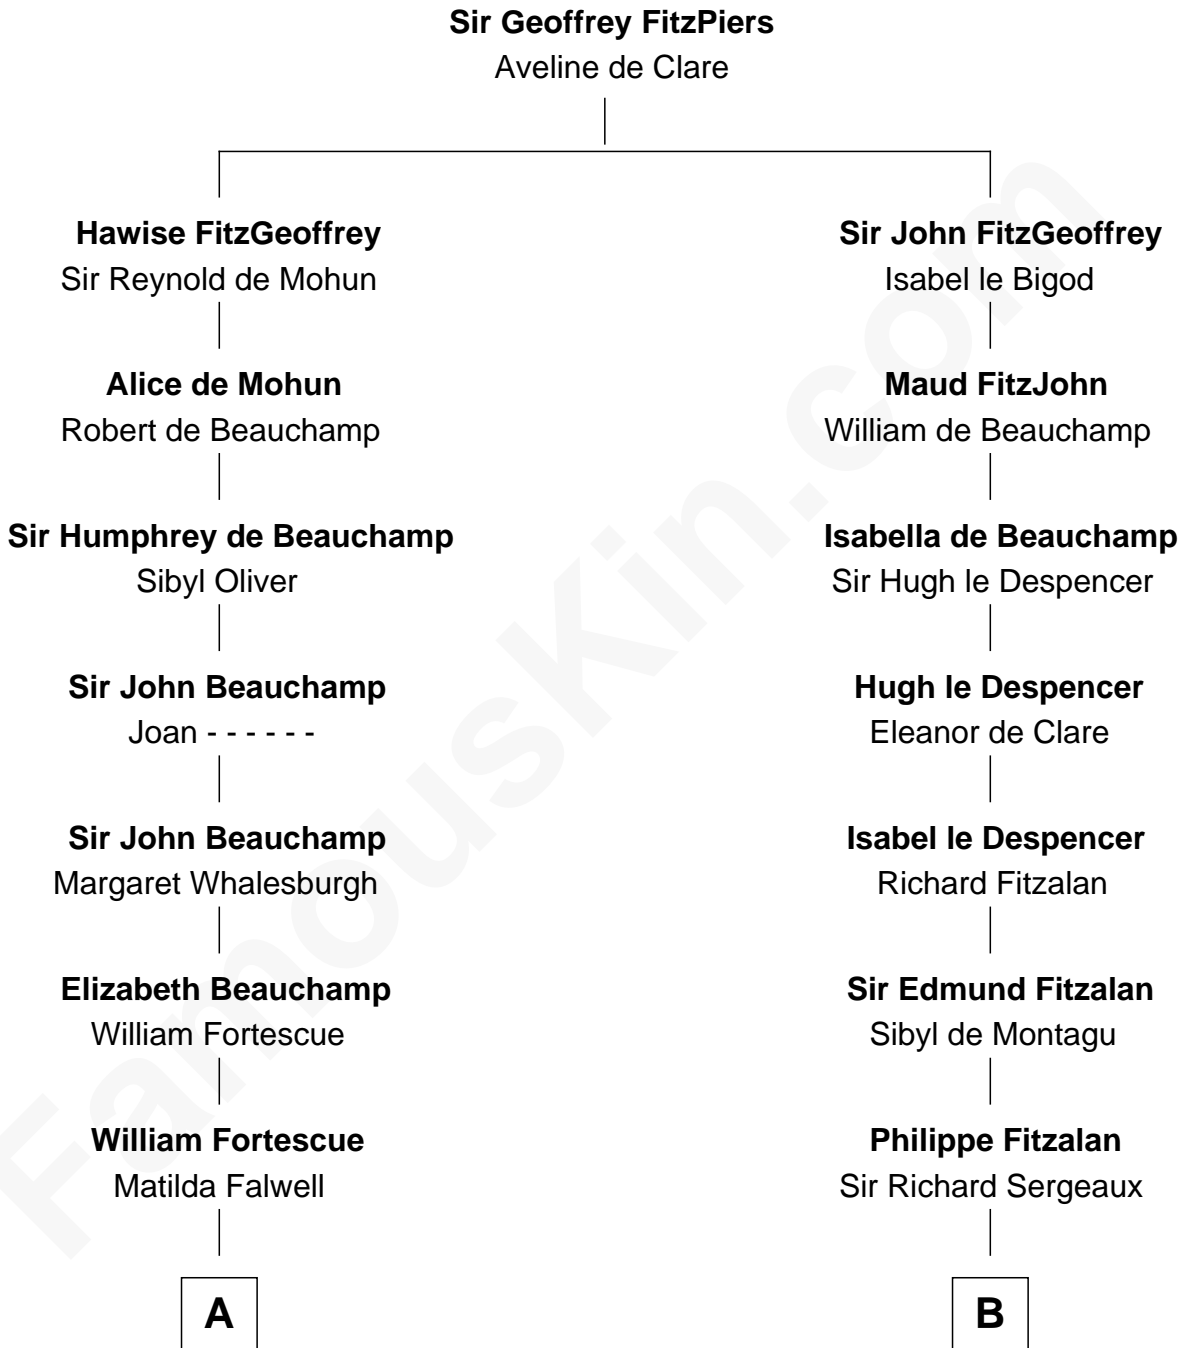 Sir Geoffrey FitzPiers
Aveline de Clare
Hawise FitzGeoffrey
Sir Reynold de Mohun
Alice de Mohun
Robert de Beauchamp
Sir Humphrey de Beauchamp
Sibyl Oliver
Sir John Beauchamp
Joan - - - - - -
Sir John Beauchamp
Margaret Whalesburgh
Elizabeth Beauchamp
William Fortescue
William Fortescue
Matilda Falwell
A
Sir John FitzGeoffrey
Isabel le Bigod
Maud FitzJohn
William de Beauchamp
Isabella de Beauchamp
Sir Hugh le Despencer
Hugh le Despencer
Eleanor de Clare
Isabel le Despencer
Richard Fitzalan
Sir Edmund Fitzalan
Sibyl de Montagu
Philippe Fitzalan
Sir Richard Sergeaux
B
FamousKin.com